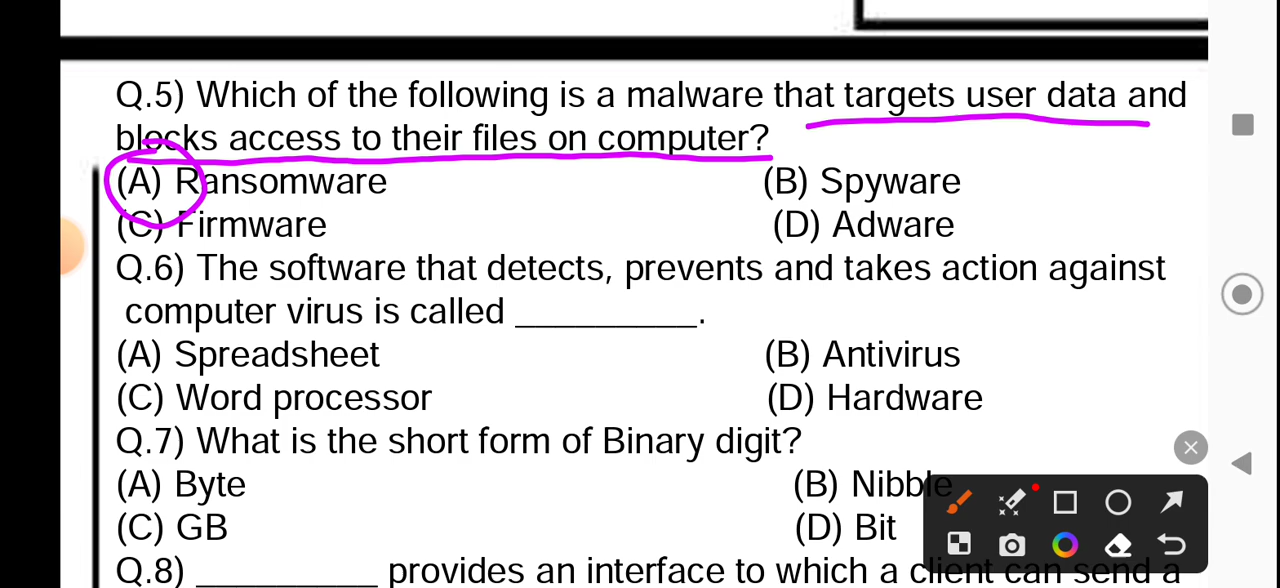 Q.5) Which of the following is a malware that targets user data and
blocks access to their files on computer?
(A) Ransomware (B) Spyware
(C) Firmware (D) Adware
Q.6) The software that detects, prevents and takes action against
computer virus is called _________.
(A) Spreadsheet (B) Antivirus
(C) Word processor (D) Hardware
Q.7) What is the short form of Binary digit?
(A) Byte (B) Nibble
(C) GB (D) Bit
Q.8) _________ provides an interface to which a client can send a